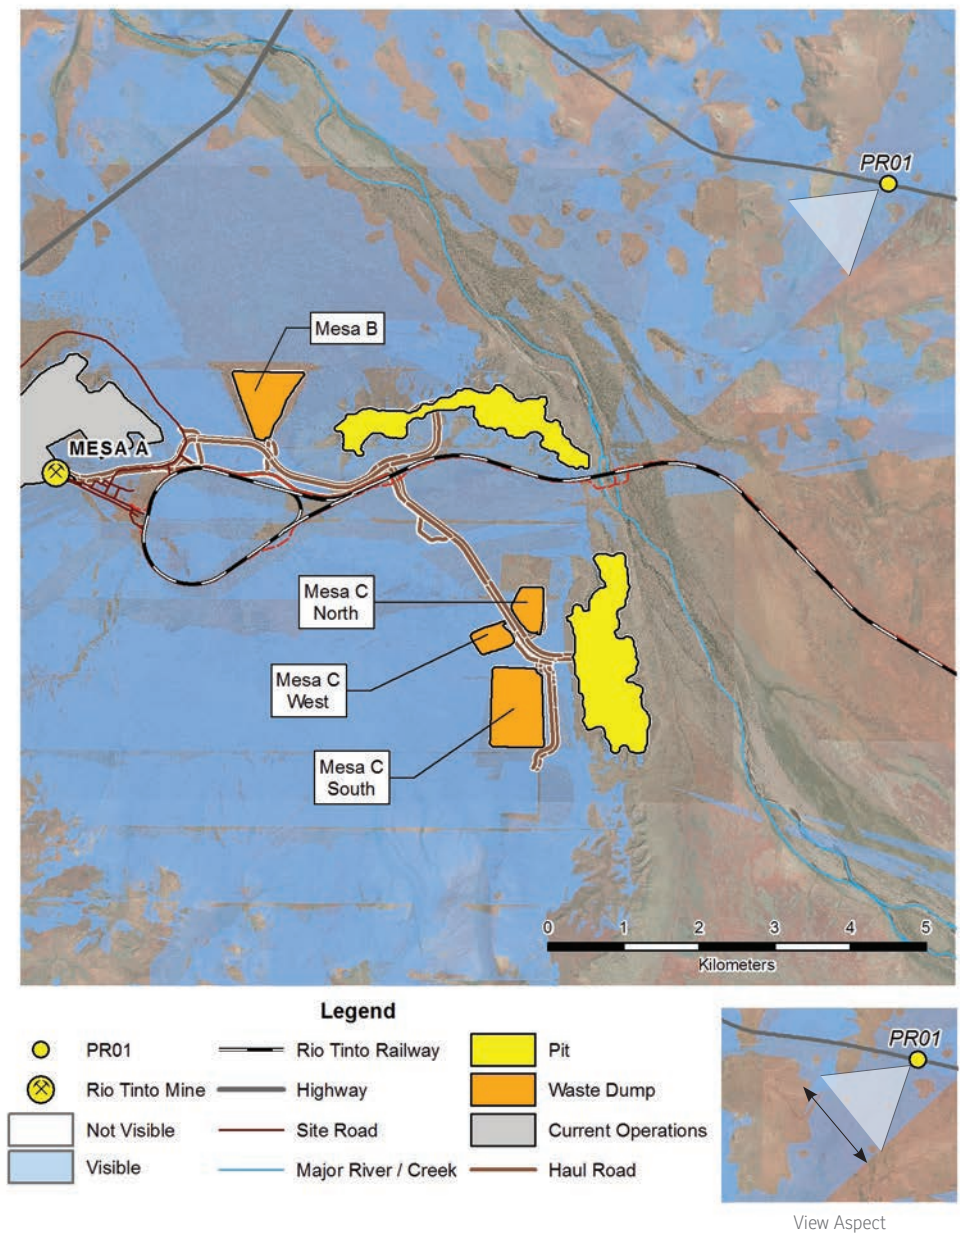 PR01
Mesa B
MESA A
Mesa C
North
Mesa C
West
Mesa C
South
0 1 2 3 4 5
Kilometers
Legend
PR01
Rio Tinto Railway
Pit
Rio Tinto Mine
Highway
Waste Dump
Not Visible
Site Road
Current Operations
Visible
Major River / Creek
Haul Road
PR01
View Aspect